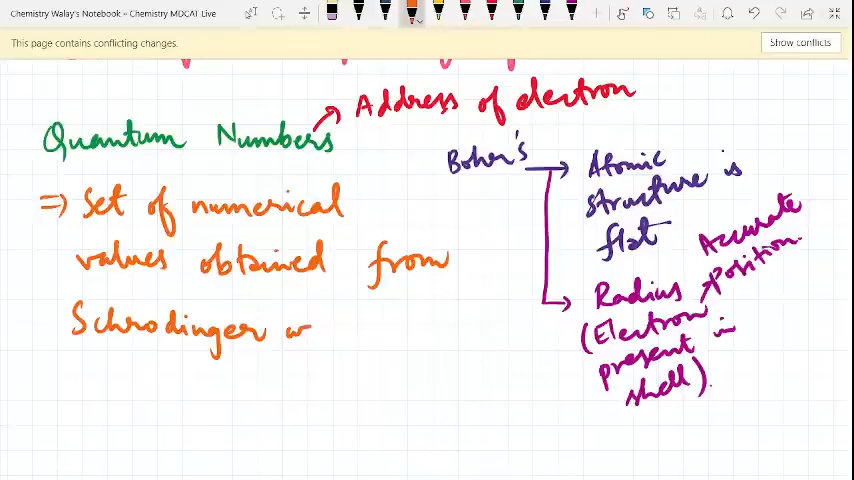 Chemistry Walay's Notebook » Chemistry MDCAT Live
This page contains conflicting changes.
Show conflicts
Address of electron
Quantum Numbers
⇒ Set of numerical
values obtained from
Schrodinger w
Boher's → Atomic
structure is
flat
Radius
(Electron
present in
shell).
Accurate
Position.